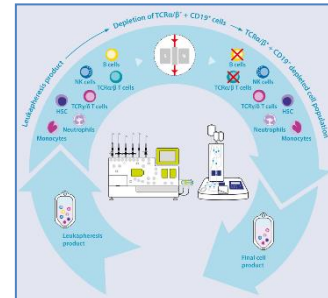 Leukapheresis product
Depletion of TCRα/β⁺ + CD19⁺ cells
TCRα/β⁺ + CD19⁺ depleted cell population
B cells
NK cells
TCRα/β T cells
HSC
TCRγ/δ T cells
Neutrophils
Monocytes
B cells
NK cells
TCRα/β T cells
HSC
TCRγ/δ T cells
Neutrophils
Monocytes
Leukapheresis
product
Final cell
product